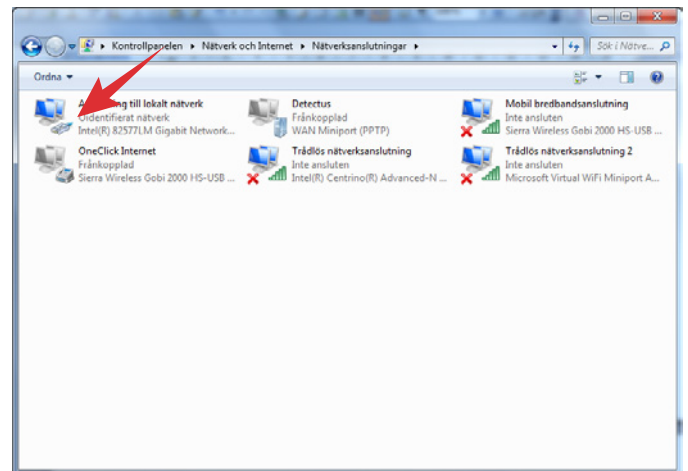 Kontrollpanelen ▸ Nätverk och Internet ▸ Nätverksanslutningar ▸
Sök i Nätve...
Ordna
till lokalt nätverk
Oidentifierat nätverk
Intel(R) 82577LM Gigabit Network...
Detectus
Frånkopplad
WAN Miniport (PPTP)
Mobil bredbandsanslutning
Inte ansluten
Sierra Wireless Gobi 2000 HS-USB ...
OneClick Internet
Frånkopplad
Sierra Wireless Gobi 2000 HS-USB ...
Trådlös nätverksanslutning
Inte ansluten
Intel(R) Centrino(R) Advanced-N ...
Trådlös nätverksanslutning 2
Inte ansluten
Microsoft Virtual WiFi Miniport A...